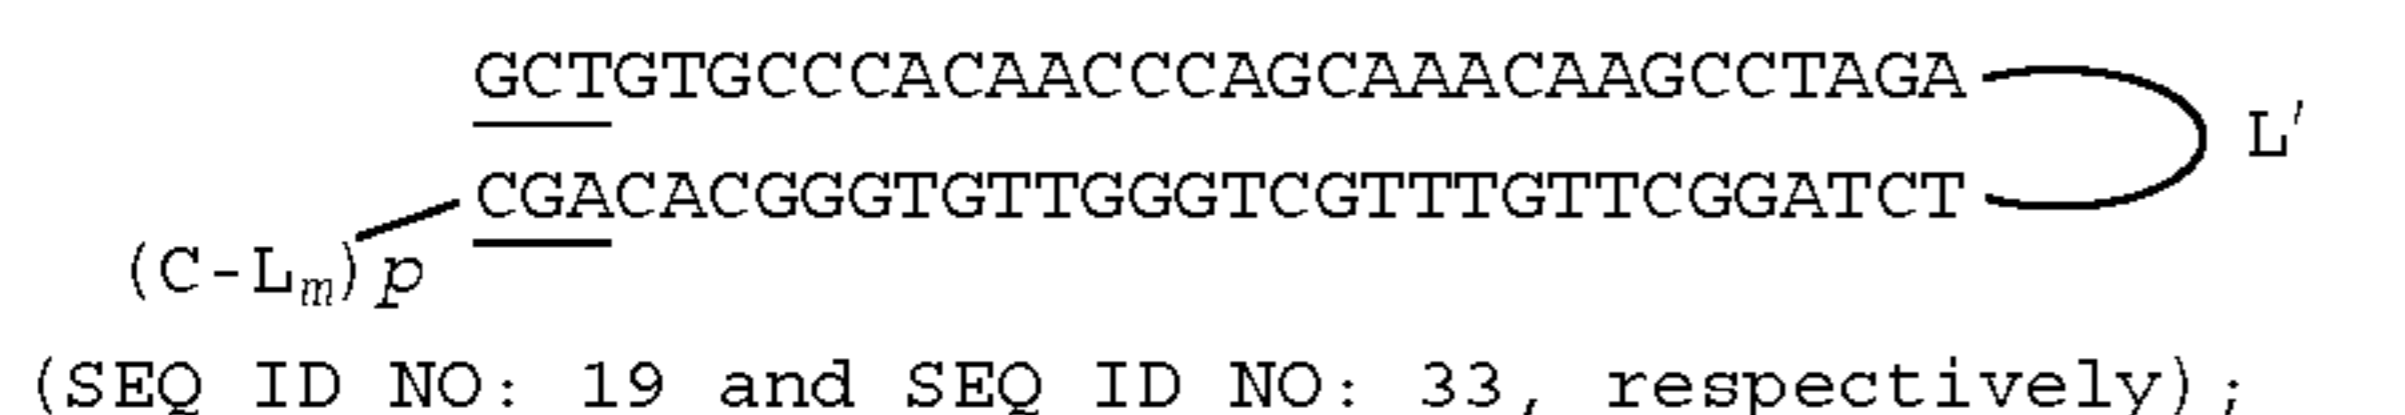 GCTGTGCCCACAACCCAGCAAACAAGCCTAGA
L'
CGACACGGGTGTTGGGTCGTTTGTTCGGATCT
(C-Lm)p
(SEQ ID NO: 19 and SEQ ID NO: 33, respectively);